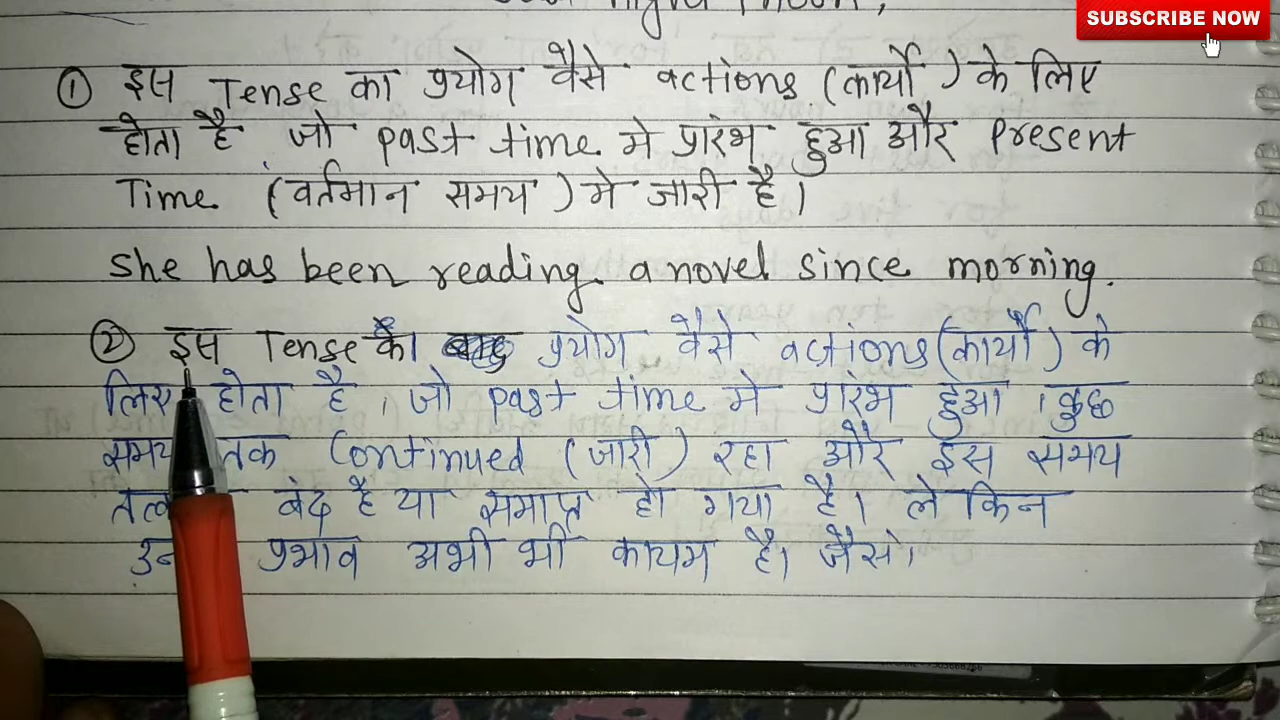 SUBSCRIBE NOW
① इस Tense का प्रयोग वैसे actions (कार्यों) के लिए
होता है जो past time मे प्रारंभ हुआ और present
Time (वर्तमान समय) मे जारी है।
She has been reading a novel since morning.
② इस Tense का प्रयोग वैसे actions (कार्यों) के
लिए होता है, जो past time मे प्रारंभ हुआ, कुछ
समय तक Continued (जारी) रहा और इस समय
बंद है या समाप्त हो गया है। लेकिन
प्रभाव अभी भी कायम है। जैसे।